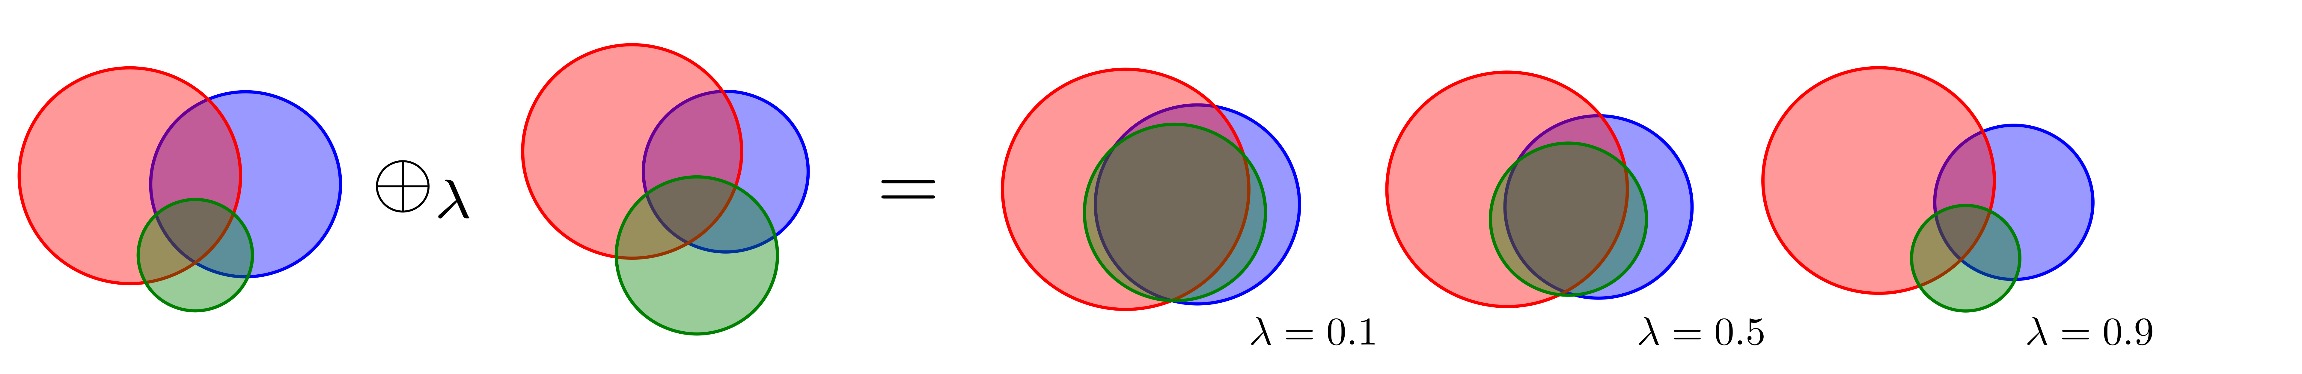 ⊕λ =
λ = 0.1 λ = 0.5 λ = 0.9